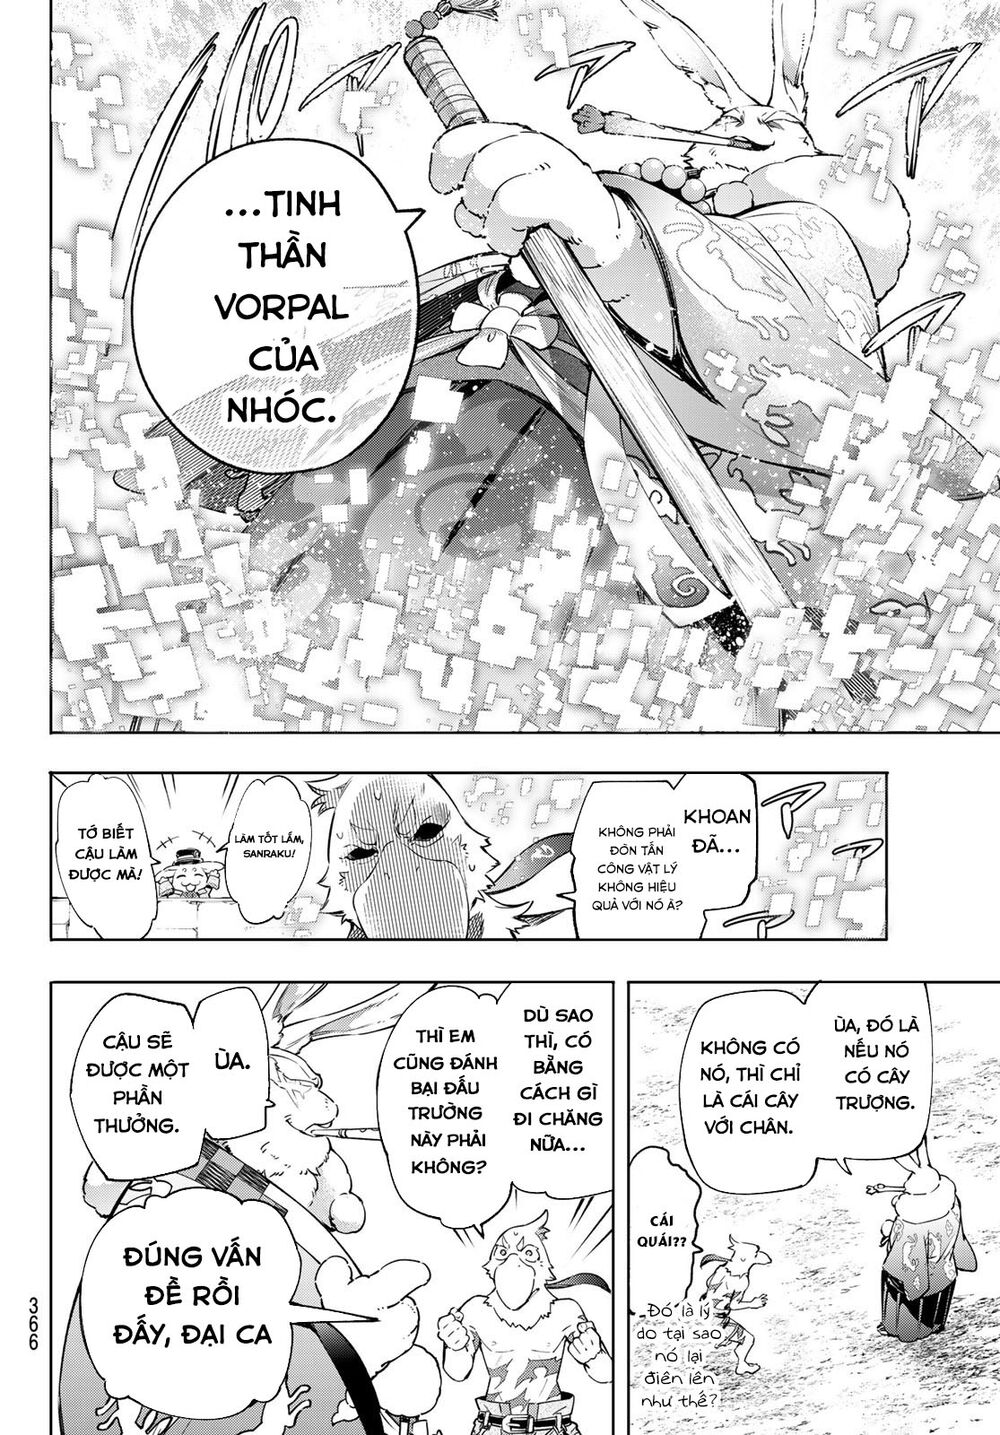 ...TINH
THẦN
VORPAL
CỦA
NHÓC.
KHOAN
ĐÃ...
KHÔNG PHẢI
ĐÒN TẤN
CÔNG VẬT LÝ
KHÔNG HIỆU
QUẢ VỚI NÓ À?
LÀM TỐT LẮM,
SANRAKU!
TỚ BIẾT
CẬU LÀM
ĐƯỢC MÀ!
ÙA, ĐÓ LÀ
NẾU NÓ
CÓ CÂY
TRƯỢNG.
KHÔNG CÓ
NÓ, THÌ CHỈ
LÀ CÁI CÂY
VỚI CHÂN.
CÁI
QUÁI??
Đó là lý
do tại sao
nó lại
điên lên
như thế?
DÙ SAO
THÌ, CÓ
BẰNG
CÁCH GÌ
ĐI CHĂNG
NỮA...
THÌ EM
CŨNG ĐÁNH
BẠI ĐẤU
TRƯỜNG
NÀY PHẢI
KHÔNG?
ÙA.
CẬU SẼ
ĐƯỢC MỘT
PHẦN
THƯỞNG.
ĐÚNG VẤN
ĐỀ RỒI
ĐẤY, ĐẠI CA
366